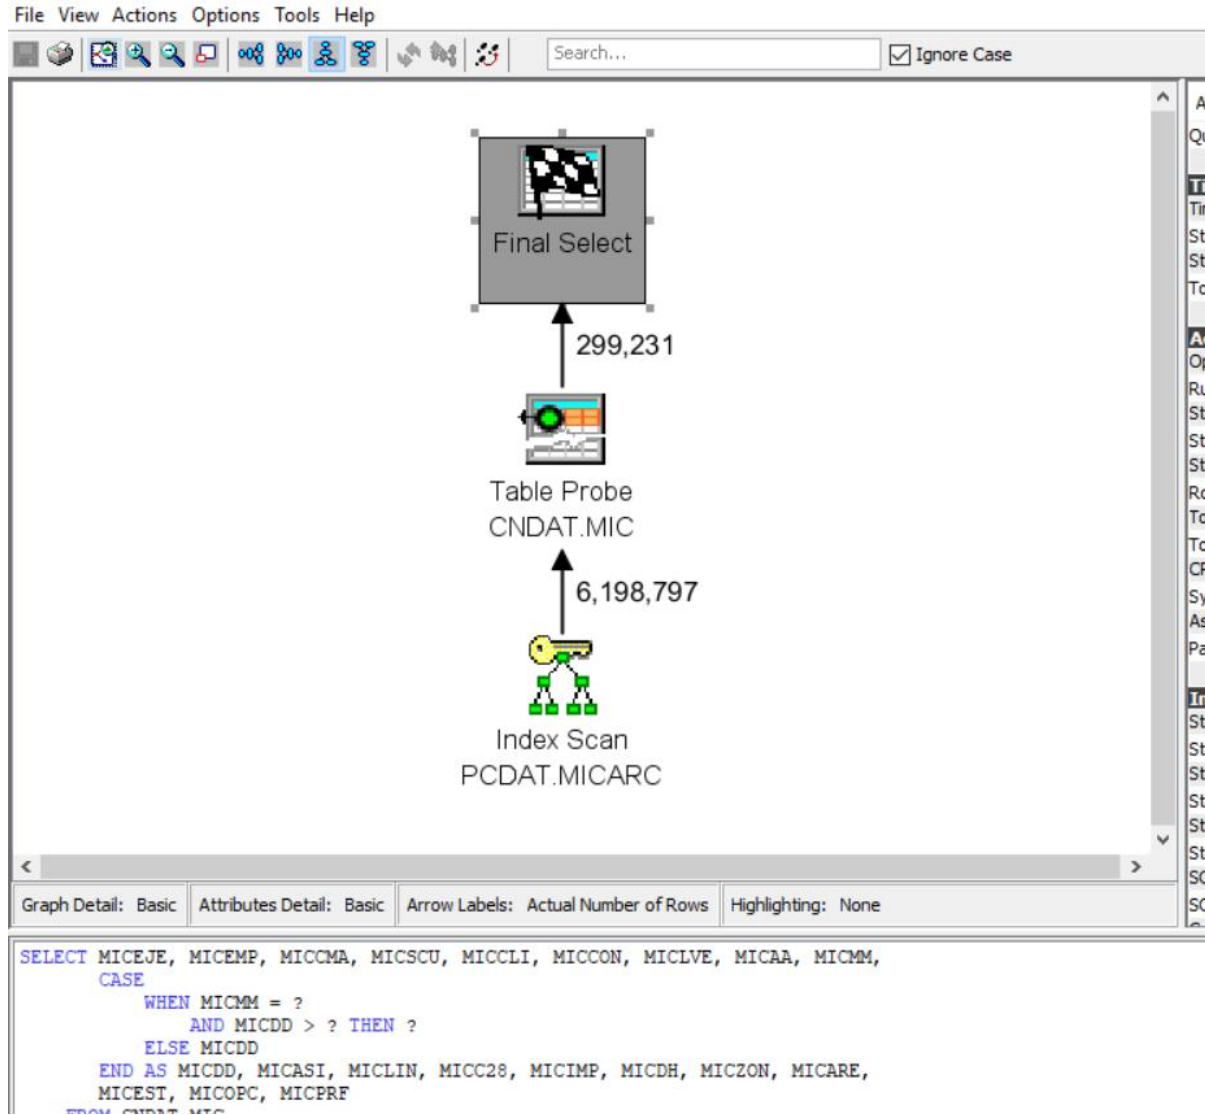 File View Actions Options Tools Help
Search...
Ignore Case
Final Select
299,231
Table Probe
CNDAT.MIC
6,198,797
Index Scan
PCDAT.MICARC
Graph Detail: Basic Attributes Detail: Basic Arrow Labels: Actual Number of Rows Highlighting: None
SELECT MICEJE, MICEMP, MICCMA, MICSCU, MICCLI, MICCON, MICLVE, MICAA, MICMM,
CASE
WHEN MICMM = ?
AND MICDD > ? THEN ?
ELSE MICDD
END AS MICDD, MICASI, MICLIN, MICC28, MICIMP, MICDH, MICZON, MICARE,
MICEST, MICOPC, MICPRF
FROM CNDAT.MIC